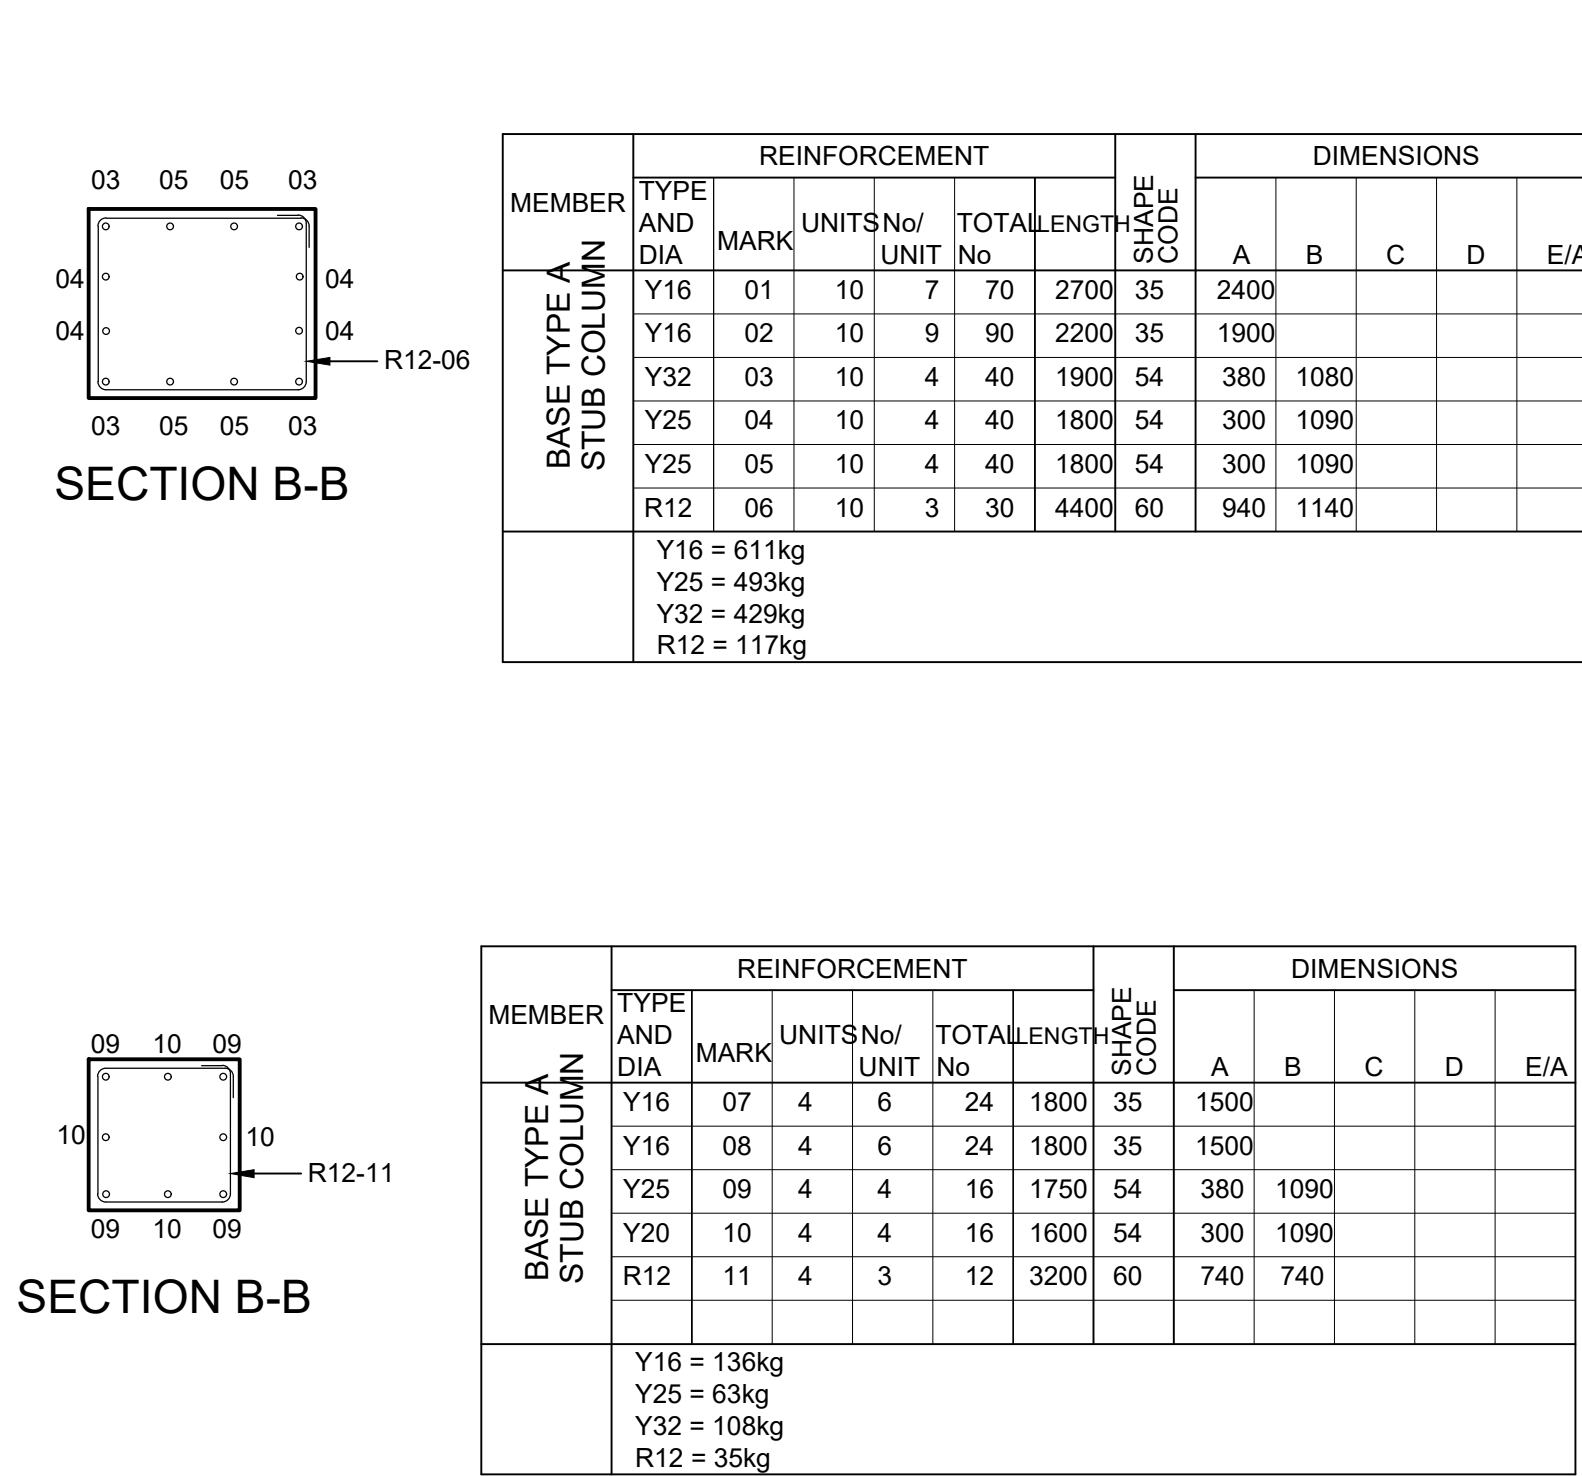 03 05 05 03
04 04
04 04
R12-06
03 05 05 03
SECTION B-B
MEMBER REINFORCEMENT SHAPE CODE DIMENSIONS
TYPE AND DIA MARK UNITS No/ UNIT TOTAL No LENGTH A B C D E/A
BASE TYPE A
STUB COLUMN
Y16 01 10 7 70 2700 35 2400
Y16 02 10 9 90 2200 35 1900
Y32 03 10 4 40 1900 54 380 1080
Y25 04 10 4 40 1800 54 300 1090
Y25 05 10 4 40 1800 54 300 1090
R12 06 10 3 30 4400 60 940 1140
Y16 = 611kg
Y25 = 493kg
Y32 = 429kg
R12 = 117kg
09 10 09
10 10
R12-11
09 10 09
SECTION B-B
MEMBER REINFORCEMENT SHAPE CODE DIMENSIONS
TYPE AND DIA MARK UNITS No/ UNIT TOTAL No LENGTH A B C D E/A
BASE TYPE A
STUB COLUMN
Y16 07 4 6 24 1800 35 1500
Y16 08 4 6 24 1800 35 1500
Y25 09 4 4 16 1750 54 380 1090
Y20 10 4 4 16 1600 54 300 1090
R12 11 4 3 12 3200 60 740 740
Y16 = 136kg
Y25 = 63kg
Y32 = 108kg
R12 = 35kg